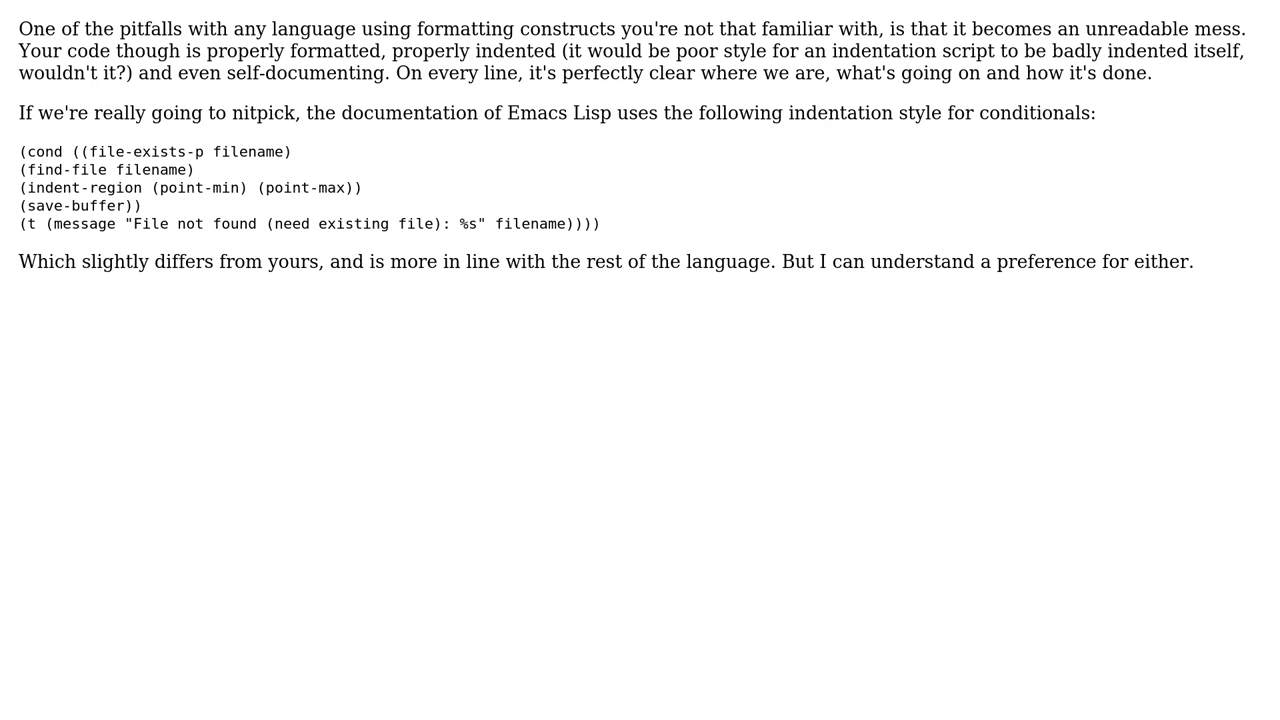 One of the pitfalls with any language using formatting constructs you're not that familiar with, is that it becomes an unreadable mess.
Your code though is properly formatted, properly indented (it would be poor style for an indentation script to be badly indented itself,
wouldn't it?) and even self-documenting. On every line, it's perfectly clear where we are, what's going on and how it's done.
If we're really going to nitpick, the documentation of Emacs Lisp uses the following indentation style for conditionals:
(cond ((file-exists-p filename)
(find-file filename)
(indent-region (point-min) (point-max))
(save-buffer))
(t (message "File not found (need existing file): %s" filename))))
Which slightly differs from yours, and is more in line with the rest of the language. But I can understand a preference for either.